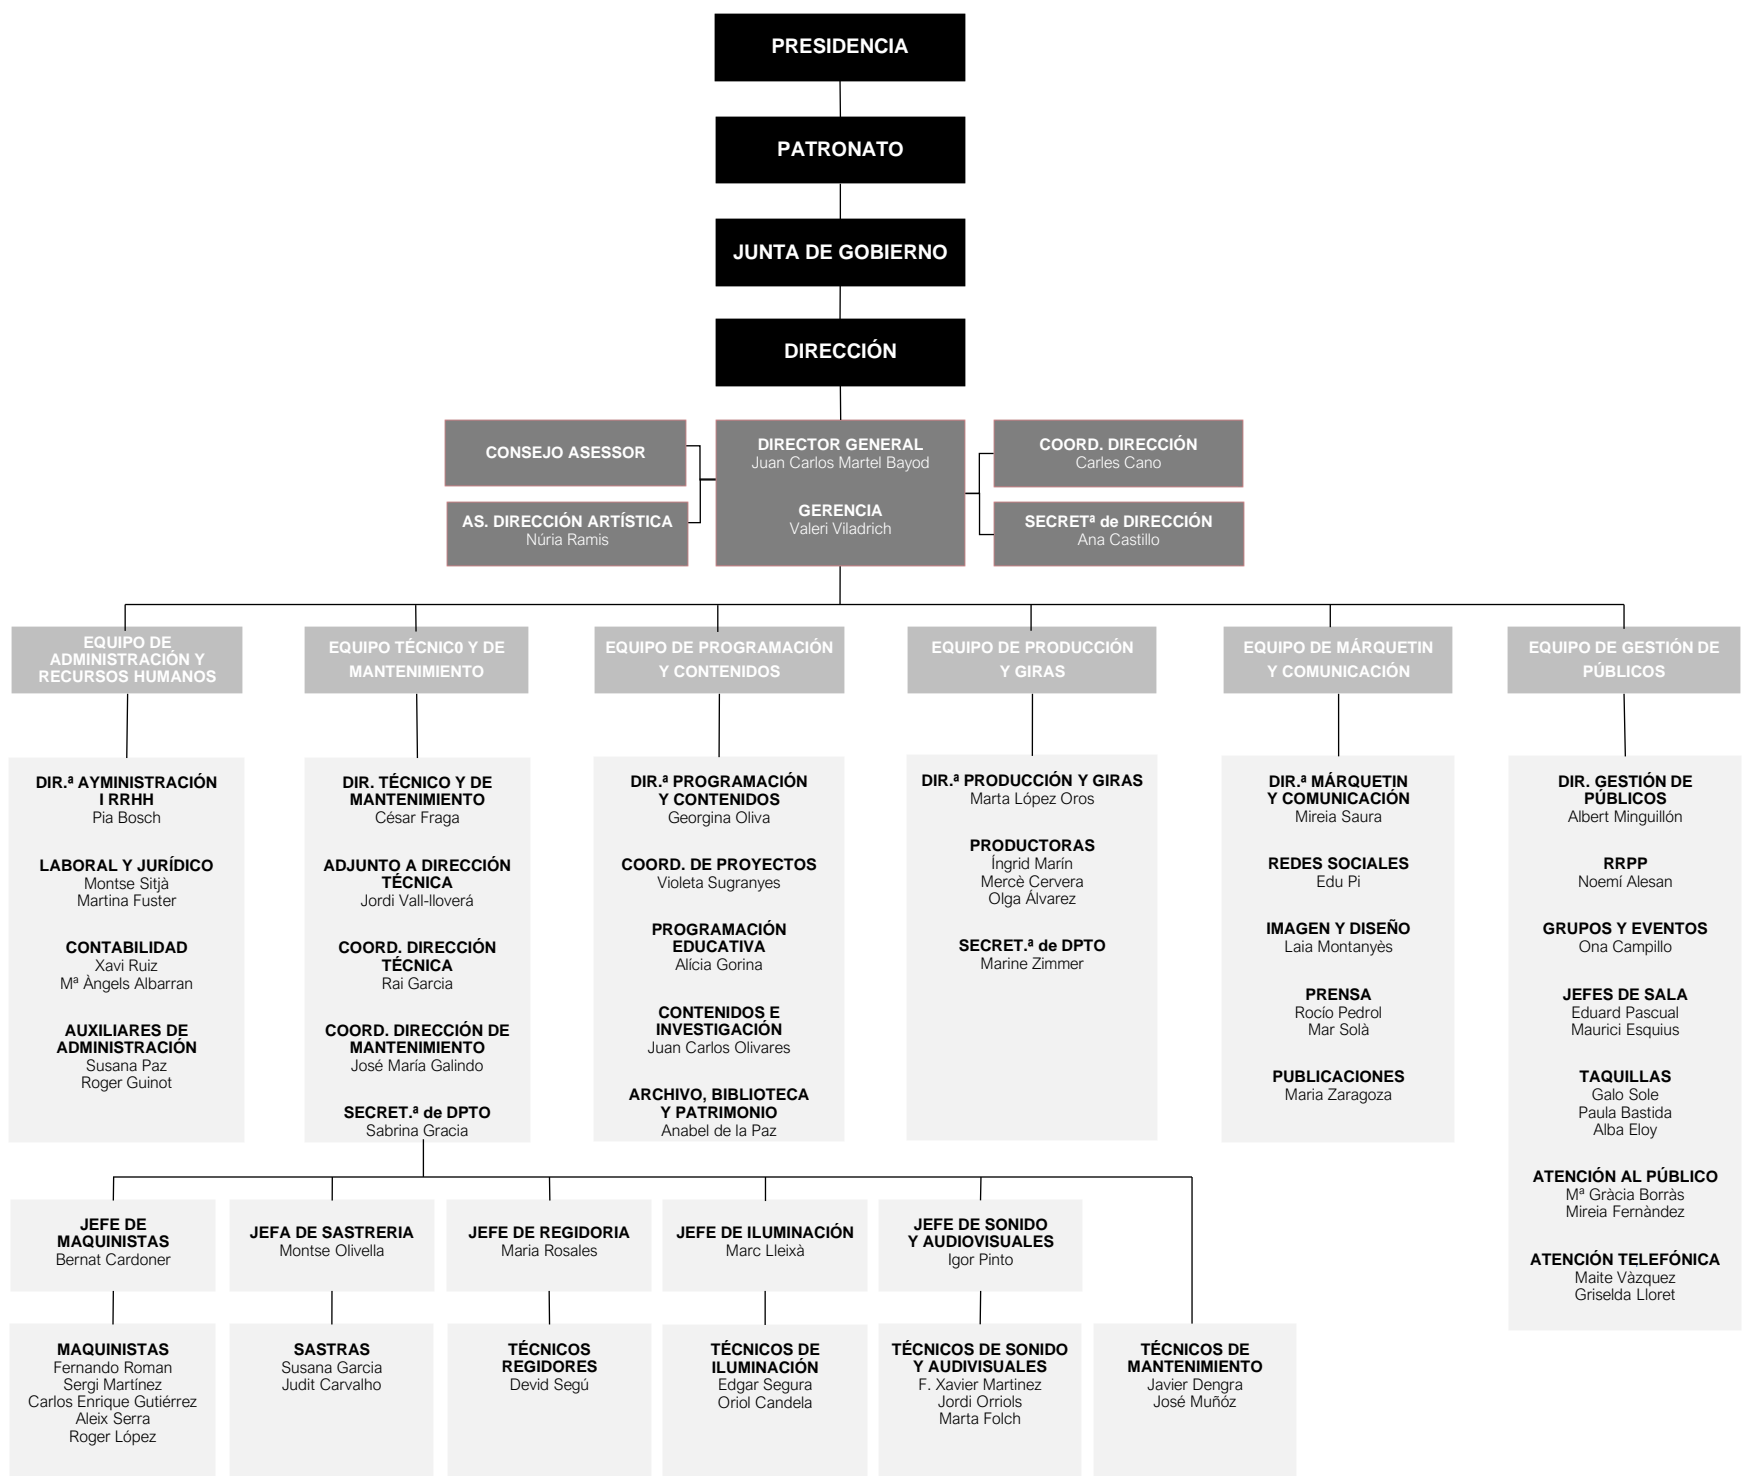 PRESIDENCIA
PATRONATO
JUNTA DE GOBIERNO
DIRECCIÓN
CONSEJO ASESSOR
AS. DIRECCIÓN ARTÍSTICA
Núria Ramis
DIRECTOR GENERAL
Juan Carlos Martel Bayod
GERENCIA
Valeri Viladrich
COORD. DIRECCIÓN
Carles Cano
SECRETª de DIRECCIÓN
Ana Castillo
EQUIPO DE
ADMINISTRACIÓN Y
RECURSOS HUMANOS
EQUIPO TÉCNIC0 Y DE
MANTENIMIENTO
EQUIPO DE PROGRAMACIÓN
Y CONTENIDOS
EQUIPO DE PRODUCCIÓN
Y GIRAS
EQUIPO DE MÁRQUETIN
Y COMUNICACIÓN
EQUIPO DE GESTIÓN DE
PÚBLICOS
DIR.ª AYMINISTRACIÓN
I RRHH
Pia Bosch
LABORAL Y JURÍDICO
Montse Sitjà
Martina Fuster
CONTABILIDAD
Xavi Ruiz
Mª Àngels Albarran
AUXILIARES DE
ADMINISTRACIÓN
Susana Paz
Roger Guinot
DIR. TÉCNICO Y DE
MANTENIMIENTO
César Fraga
ADJUNTO A DIRECCIÓN
TÉCNICA
Jordi Vall-lloverá
COORD. DIRECCIÓN
TÉCNICA
Rai Garcia
COORD. DIRECCIÓN DE
MANTENIMIENTO
José María Galindo
SECRET.ª de DPTO
Sabrina Gracia
DIR.ª PROGRAMACIÓN
Y CONTENIDOS
Georgina Oliva
COORD. DE PROYECTOS
Violeta Sugranyes
PROGRAMACIÓN
EDUCATIVA
Alícia Gorina
CONTENIDOS E
INVESTIGACIÓN
Juan Carlos Olivares
ARCHIVO, BIBLIOTECA
Y PATRIMONIO
Anabel de la Paz
DIR.ª PRODUCCIÓN Y GIRAS
Marta López Oros
PRODUCTORAS
Íngrid Marín
Mercè Cervera
Olga Álvarez
SECRET.ª de DPTO
Marine Zimmer
DIR.ª MÁRQUETIN
Y COMUNICACIÓN
Mireia Saura
REDES SOCIALES
Edu Pi
IMAGEN Y DISEÑO
Laia Montanyès
PRENSA
Rocío Pedrol
Mar Solà
PUBLICACIONES
Maria Zaragoza
DIR. GESTIÓN DE
PÚBLICOS
Albert Minguillón
RRPP
Noemí Alesan
GRUPOS Y EVENTOS
Ona Campillo
JEFES DE SALA
Eduard Pascual
Maurici Esquius
TAQUILLAS
Galo Sole
Paula Bastida
Alba Eloy
ATENCIÓN AL PÚBLICO
Mª Gràcia Borràs
Mireia Fernàndez
ATENCIÓN TELEFÓNICA
Maite Vàzquez
Griselda Lloret
JEFE DE
MAQUINISTAS
Bernat Cardoner
JEFA DE SASTRERIA
Montse Olivella
JEFE DE REGIDORIA
Maria Rosales
JEFE DE ILUMINACIÓN
Marc Lleixà
JEFE DE SONIDO
Y AUDIOVISUALES
Igor Pinto
MAQUINISTAS
Fernando Roman
Sergi Martínez
Carlos Enrique Gutiérrez
Aleix Serra
Roger López
SASTRAS
Susana Garcia
Judit Carvalho
TÉCNICOS
REGIDORES
Devid Segú
TÉCNICOS DE
ILUMINACIÓN
Edgar Segura
Oriol Candela
TÉCNICOS DE SONIDO
Y AUDIVISUALES
F. Xavier Martinez
Jordi Orriols
Marta Folch
TÉCNICOS DE
MANTENIMIENTO
Javier Dengra
José Muñóz